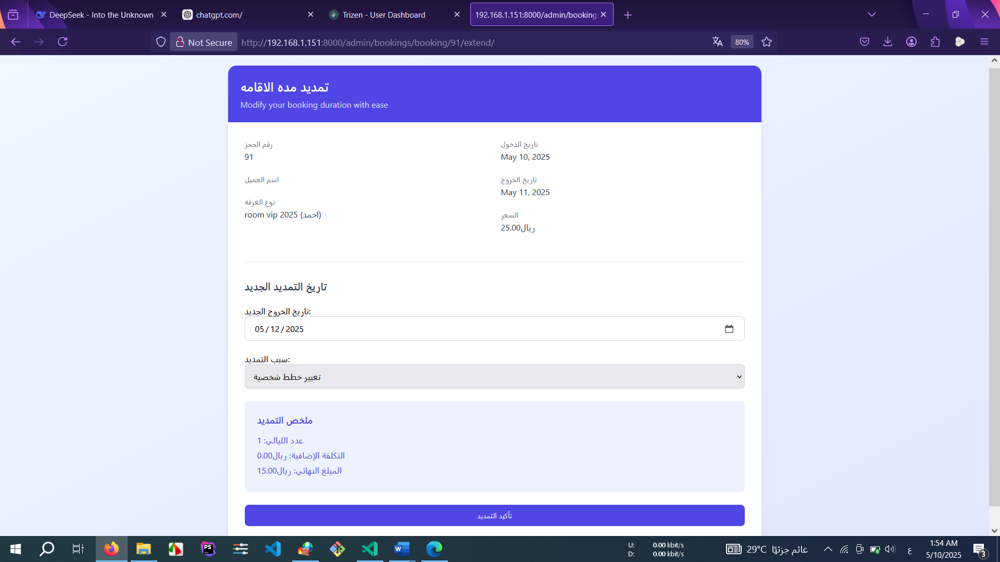 DeepSeek - Into the Unknown
chatgpt.com/
Trizen - User Dashboard
192.168.1.151:8000/admin/booking
Not Secure
http://192.168.1.151:8000/admin/bookings/booking/91/extend/
80%
تمديد مده الاقامه
Modify your booking duration with ease
رقم الحجز
91
اسم العميل
نوع الغرفه
room vip 2025 (احمد)
تاريخ الدخول
May 10, 2025
تاريخ الخروج
May 11, 2025
السعر
ريال25.00
تاريخ التمديد الجديد
تاريخ الخروج الجديد:
05/12/2025
سبب التمديد:
تغيير خطط شخصية
ملخص التمديد
عدد الليالي: 1
التكلفة الإضافية: ريال0.00
المبلغ النهائي: ريال15.00
تأكيد التمديد
PS
W
U: 0.00 kbit/s
D: 0.00 kbit/s
29°C غائم جزئيًا
ع
1:54 AM
5/10/2025
3